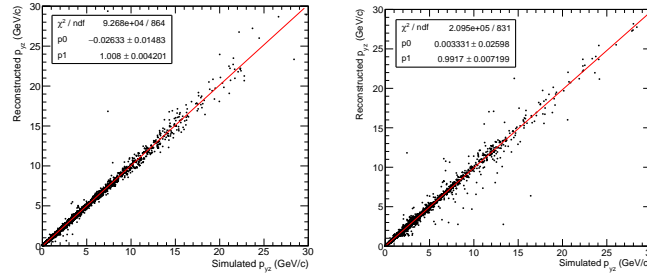 Reconstructed p_yz (GeV/c)
30
25
20
15
10
5
0
χ² / ndf 9.268e+04 / 864
p0 −0.02633 ± 0.01483
p1 1.008 ± 0.004201
0 5 10 15 20 25 30
Simulated p_yz (GeV/c)
Reconstructed p_yz (GeV/c)
30
25
20
15
10
5
0
χ² / ndf 2.095e+05 / 831
p0 0.003331 ± 0.02598
p1 0.9917 ± 0.007199
0 5 10 15 20 25 30
Simulated p_yz (GeV/c)